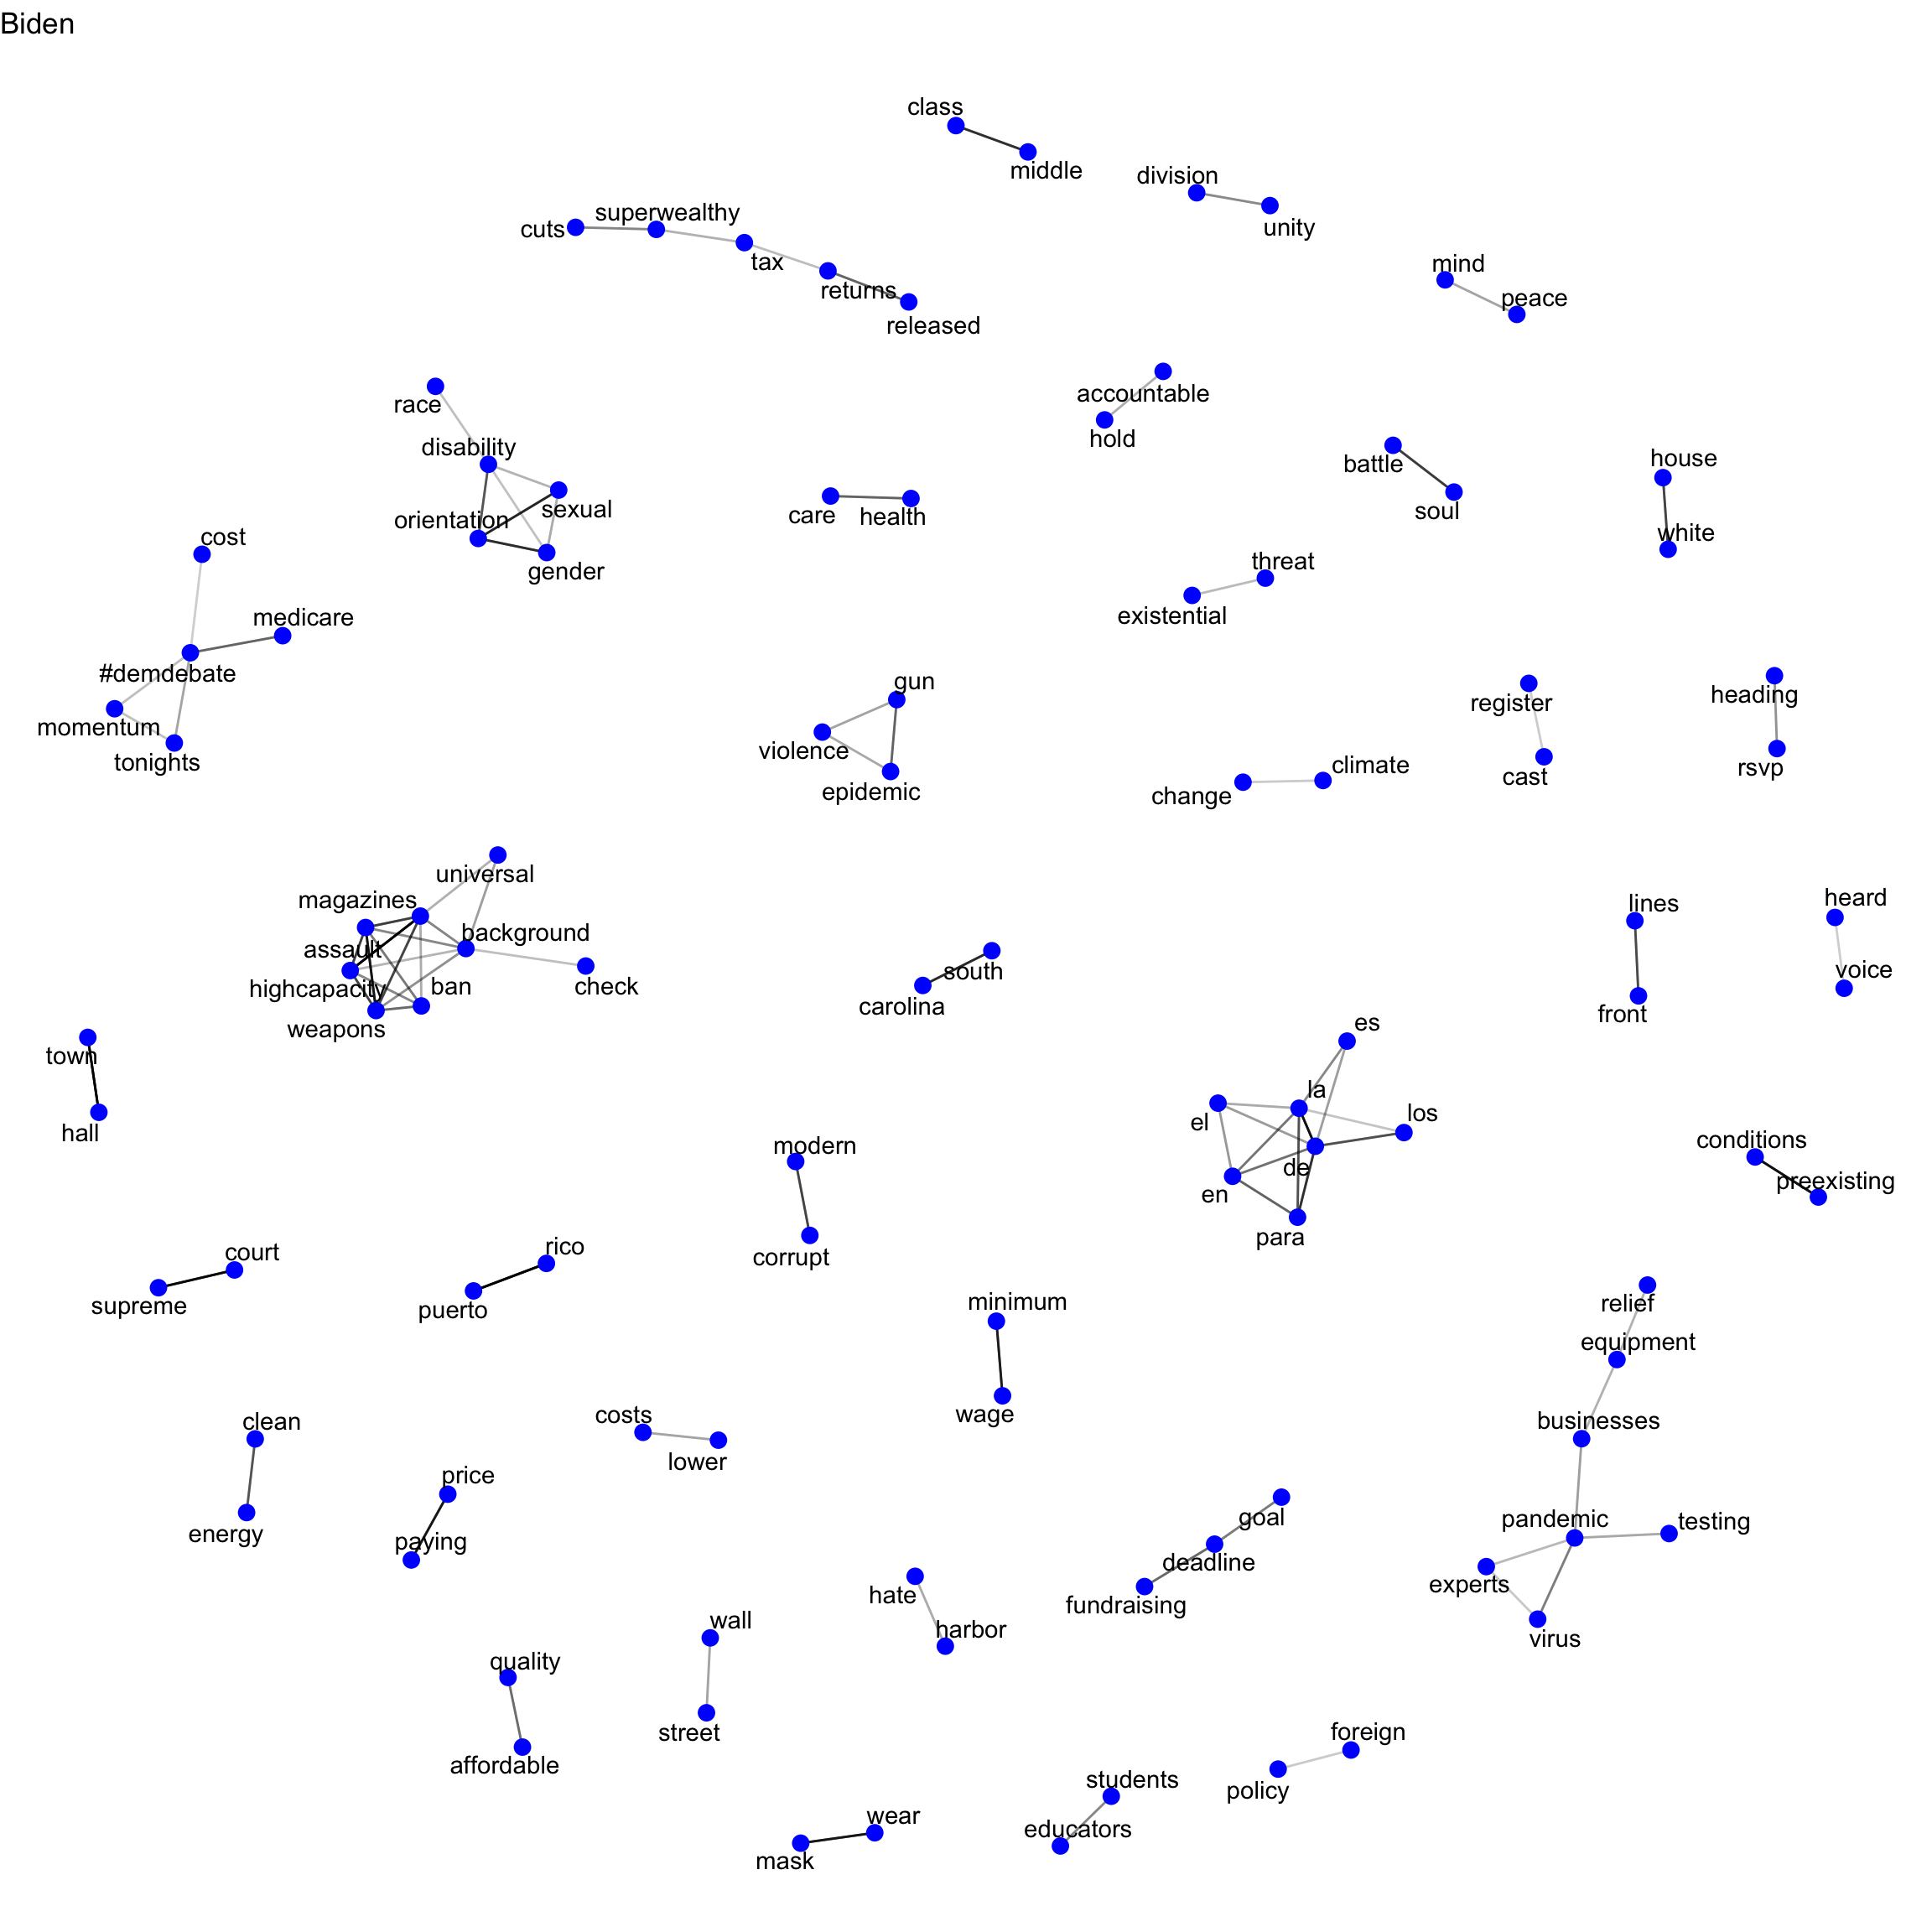 Biden
class
middle
division
unity
superwealthy
cuts
tax
returns
released
mind
peace
race
disability
sexual
orientation
gender
accountable
hold
battle
soul
house
white
care
health
cost
medicare
#demdebate
momentum
tonights
threat
existential
gun
violence
epidemic
register
cast
heading
rsvp
climate
change
universal
magazines
background
assault
highcapacity
ban
check
weapons
south
carolina
lines
front
heard
voice
town
hall
es
la
el
los
de
en
para
conditions
preexisting
modern
corrupt
court
supreme
rico
puerto
minimum
wage
relief
equipment
businesses
pandemic
testing
experts
virus
clean
energy
costs
lower
price
paying
goal
deadline
fundraising
hate
harbor
wall
street
quality
affordable
foreign
policy
students
educators
wear
mask